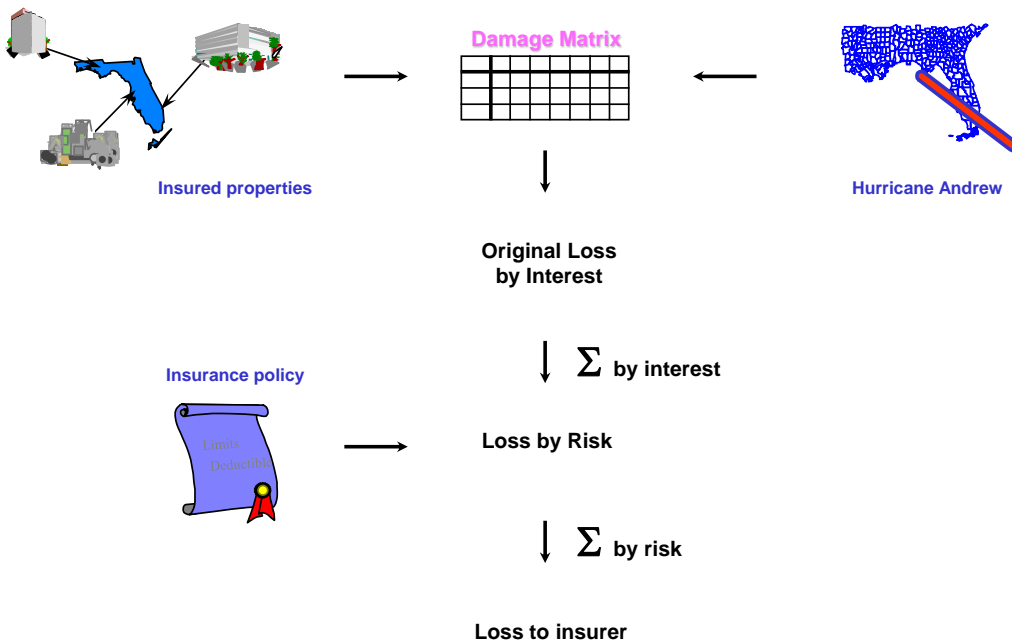 Damage Matrix
Insured properties
Hurricane Andrew
Original Loss
by Interest
Σ by interest
Insurance policy
Limits
Deductible
Loss by Risk
Σ by risk
Loss to insurer